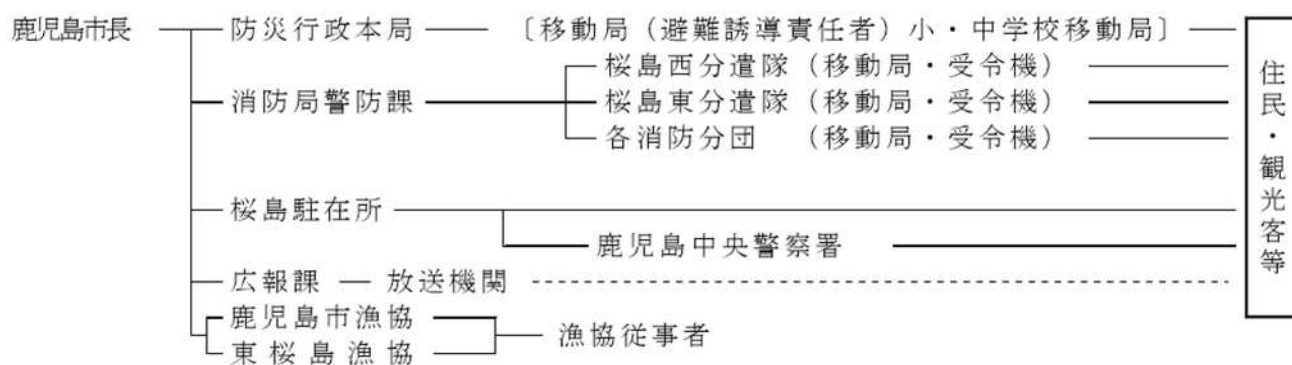 鹿児島市長
防災行政本局
〔移動局（避難誘導責任者）小・中学校移動局〕
消防局警防課
桜島西分遣隊（移動局・受令機）
桜島東分遣隊（移動局・受令機）
各消防分団　（移動局・受令機）
桜島駐在所
鹿児島中央警察署
広報課
放送機関
鹿児島市漁協
東桜島漁協
漁協従事者
住民・観光客等